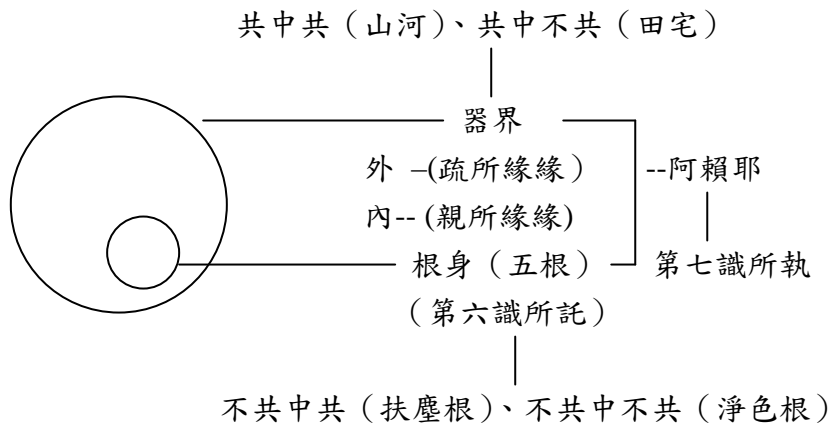 共中共（山河）、共中不共（田宅）
器界
外 –(疏所緣緣）
--阿賴耶
內-- (親所緣緣)
根身（五根）
第七識所執
（第六識所託）
不共中共（扶塵根）、不共中不共（淨色根）